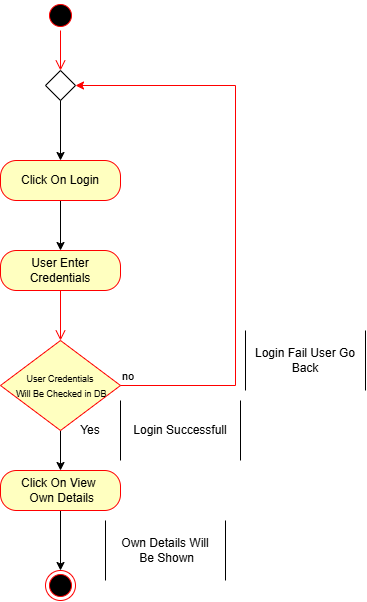 Click On Login
User Enter
Credentials
Login Fail User Go
Back
no
User Credentials
Will Be Checked in DB
Yes
Login Successfull
Click On View
Own Details
Own Details Will
Be Shown